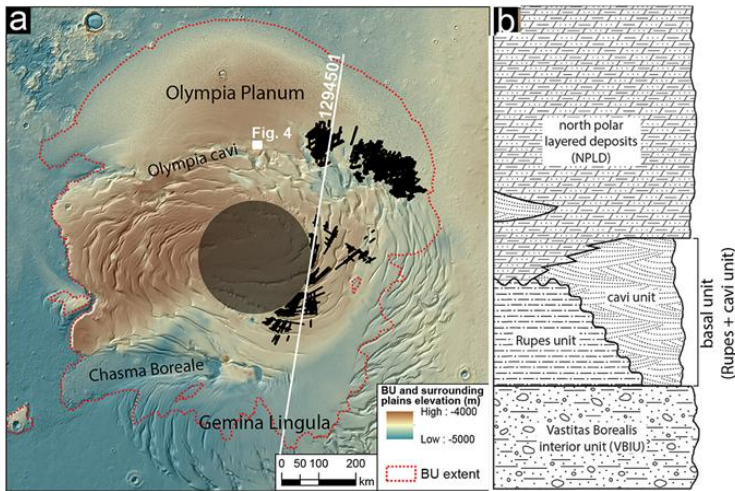 a
Olympia Planum
1294501
Fig. 4
Olympia cavi
Chasma Boreale
Gemina Lingula
BU and surrounding
plains elevation (m)
High : -4000
Low : -5000
0 50 100 200
km
BU extent
b
north polar
layered deposits
(NPLD)
cavi unit
Rupes unit
basal unit
(Rupes + cavi unit)
Vastitas Borealis
interior unit (VBIU)